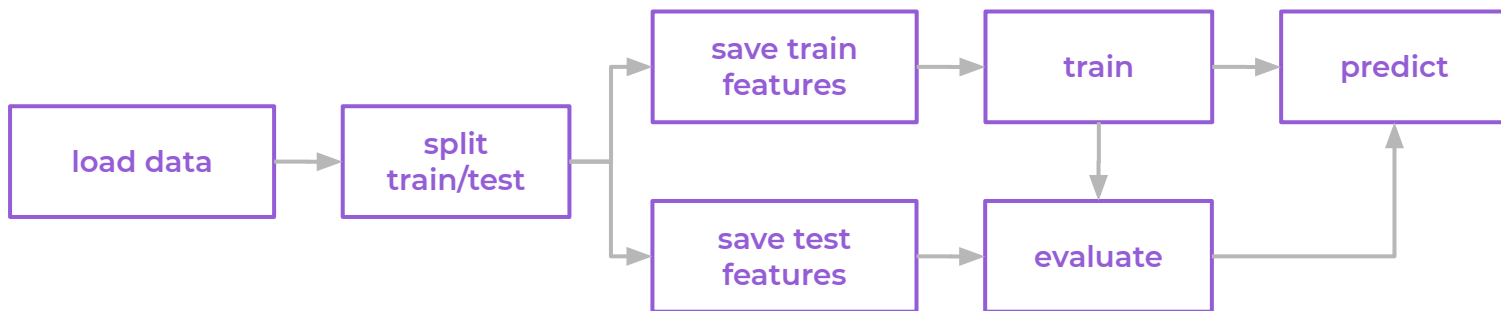 load data
split
train/test
save train
features
train
predict
save test
features
evaluate